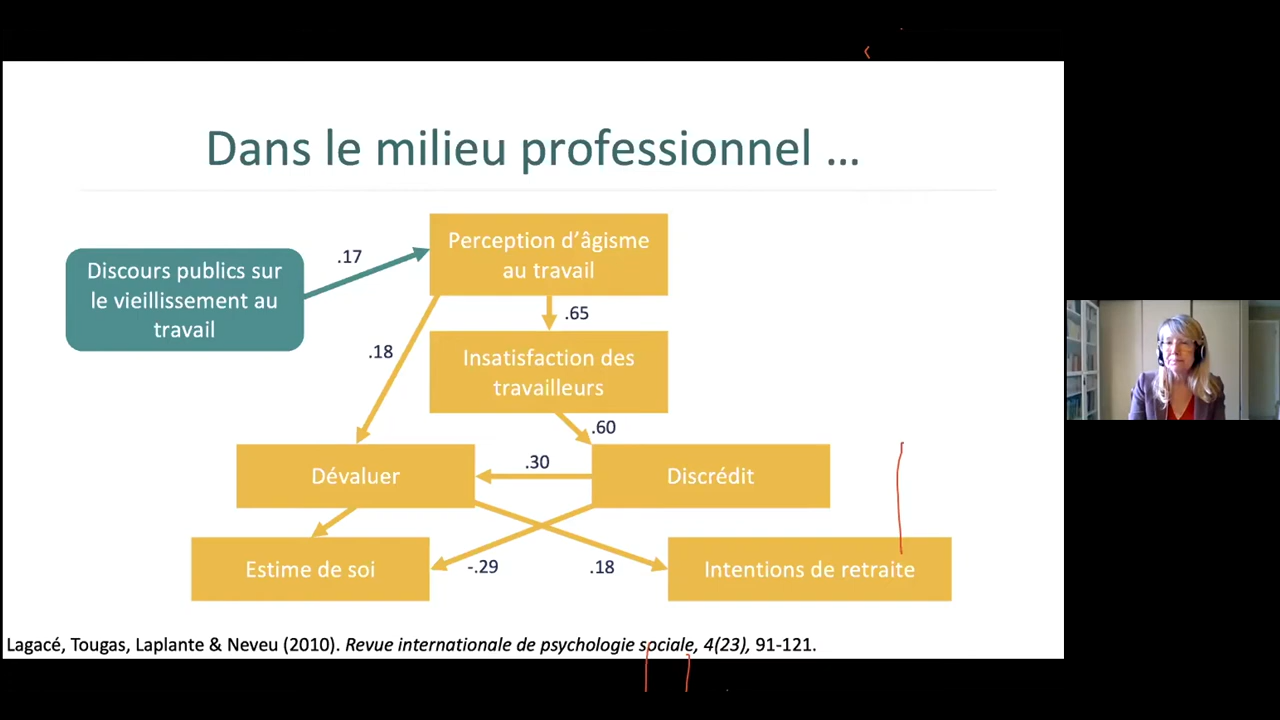 Dans le milieu professionnel ...
Perception d'âgisme
au travail
.17
Discours publics sur
le vieillissement au
travail
.65
.18
Insatisfaction des
travailleurs
.60
.30
Dévaluer
Discrédit
Estime de soi
-.29
.18
Intentions de retraite
Lagacé, Tougas, Laplante & Neveu (2010). Revue internationale de psychologie sociale, 4(23), 91-121.